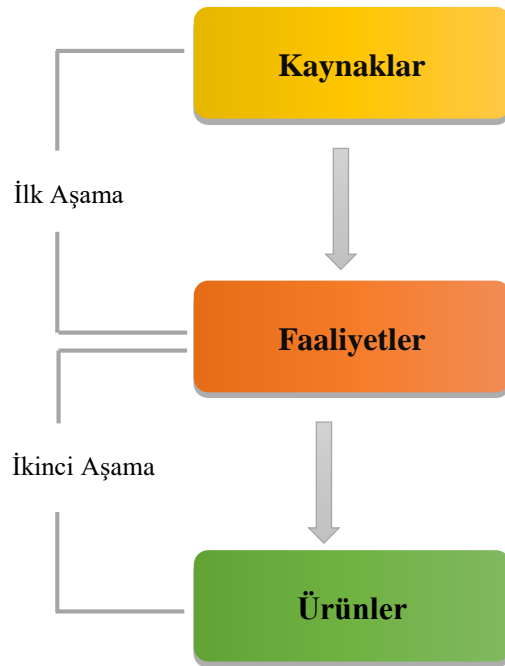 Kaynaklar
İlk Aşama
Faaliyetler
İkinci Aşama
Ürünler